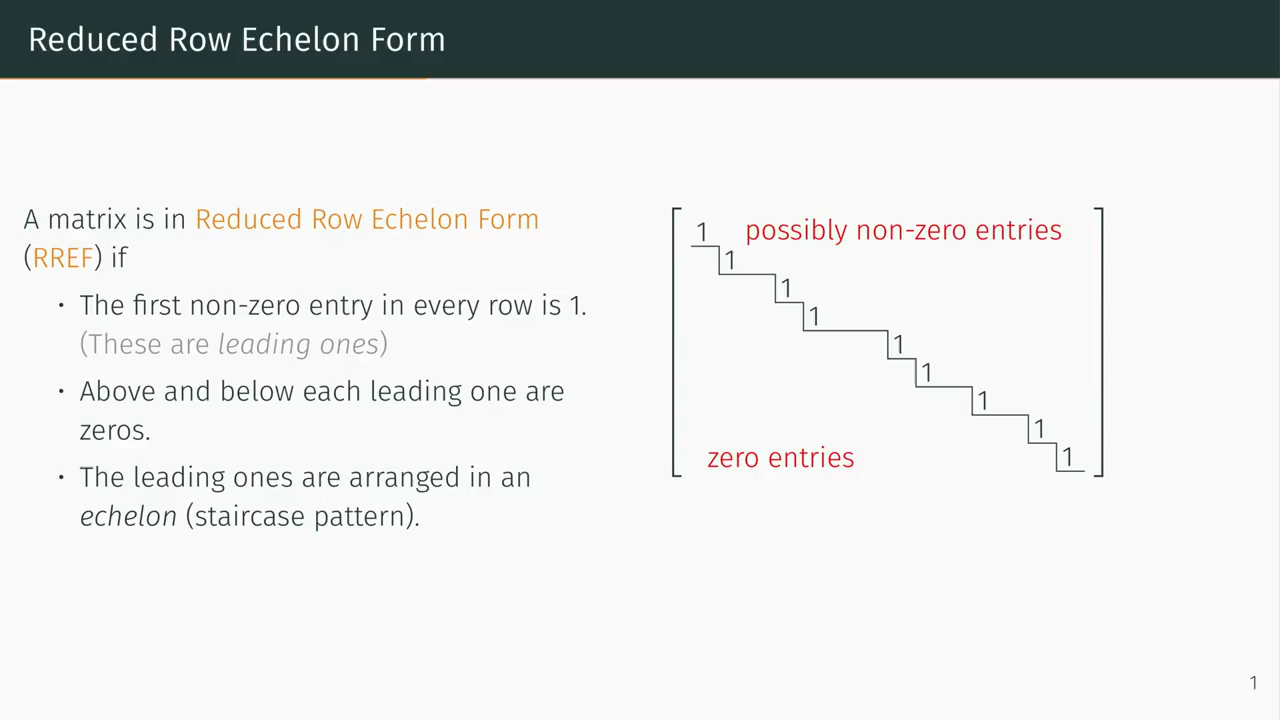 Reduced Row Echelon Form
A matrix is in Reduced Row Echelon Form
(RREF) if
• The first non-zero entry in every row is 1.
(These are leading ones)
• Above and below each leading one are
zeros.
• The leading ones are arranged in an
echelon (staircase pattern).
1 possibly non-zero entries
1
1
1
1
1
1
1
zero entries 1
1